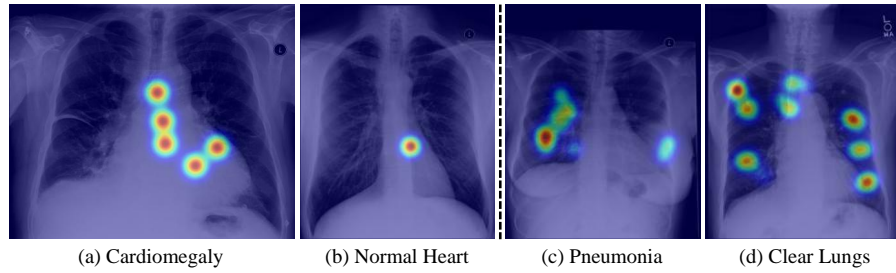 (a) Cardiomegaly
(b) Normal Heart
(c) Pneumonia
(d) Clear Lungs